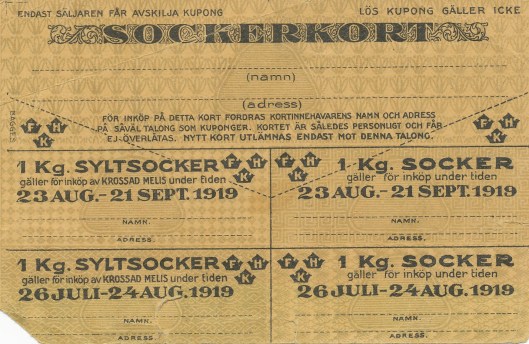 ENDAST SÄLJAREN FÅR AVSKILJA KUPONG
LÖS KUPONG GÄLLER ICKE
SOCKERKORT
(namn)
(adress)
FÖR INKÖP PÅ DETTA KORT FORDRAS KORTINNEHAVARENS NAMN OCH ADRESS
PÅ SÅVÄL TALONG SOM KUPONGER. KORTET ÄR SÅLEDES PERSONLIGT OCH FÅR
EJ ÖVERLÅTAS. NYTT KORT UTLÄMNAS ENDAST MOT DENNA TALONG.
BAGGES
F H
K
F H
K
1 Kg. SYLTSOCKER
gäller för inköp av KROSSAD MELIS under tiden
23 AUG.-21 SEPT. 1919
NAMN.
ADRESS.
F H
K
1 Kg. SOCKER
gäller för inköp under tiden
23 AUG.-21 SEPT. 1919
NAMN.
ADRESS.
F H
K
1 Kg. SYLTSOCKER
gäller för inköp av KROSSAD MELIS under tiden
26 JULI-24 AUG. 1919
NAMN.
ADRESS.
F H
K
1 Kg. SOCKER
gäller för inköp under tiden
26 JULI-24 AUG. 1919
NAMN.
ADRESS.
F H
K